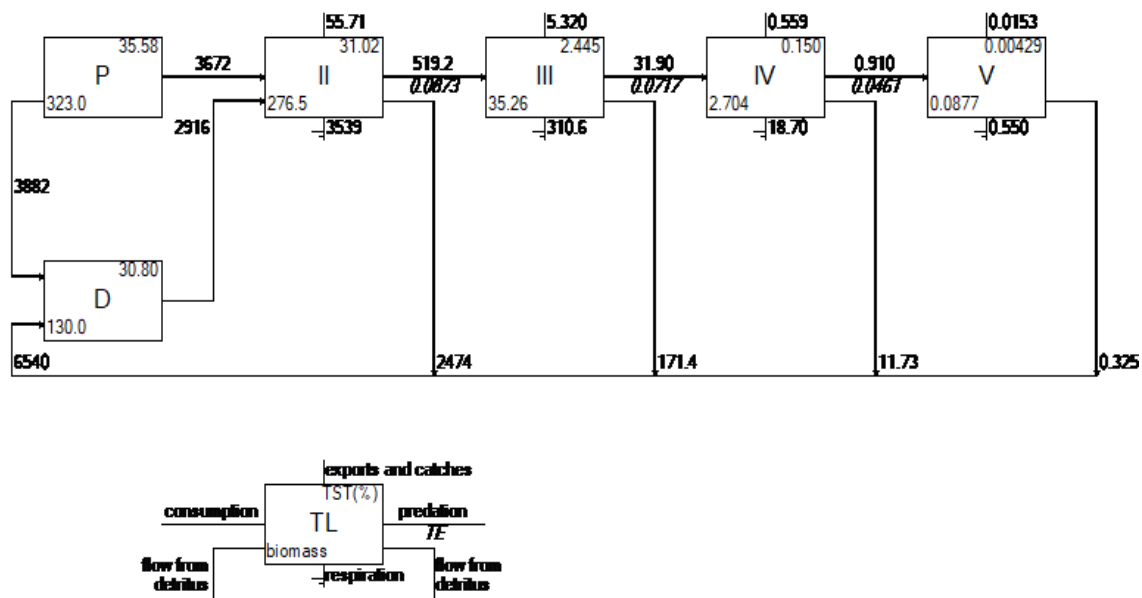 55.71 5.320 0.559 0.0153
35.58 31.02 2.445 0.150 0.00429
P 3672 II 519.2 III 31.90 IV 0.910 V
0.0873 0.0717 0.0461
323.0 276.5 35.26 2.704 0.0877
2916 3539 310.6 18.70 0.550
3882
30.80
D
130.0
6540 2474 171.4 11.73 0.325
exports and catches
TST(%)
consumption TL predation
TE
biomass
flow from respiration flow from
detritus detritus